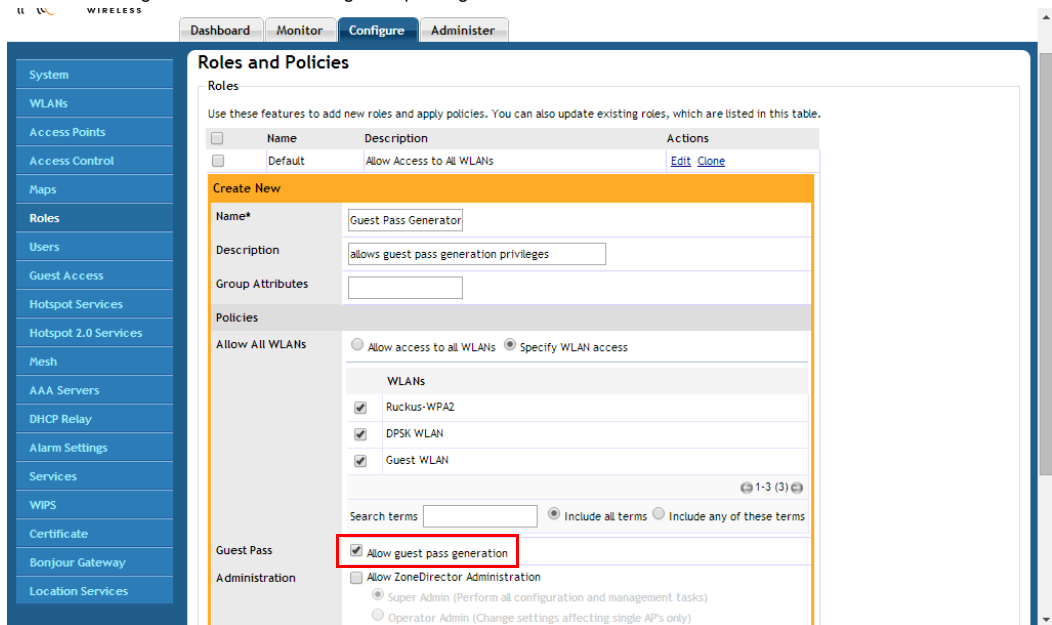 WIRELESS
Dashboard Monitor Configure Administer
System
WLANs
Access Points
Access Control
Maps
Roles
Users
Guest Access
Hotspot Services
Hotspot 2.0 Services
Mesh
AAA Servers
DHCP Relay
Alarm Settings
Services
WIPS
Certificate
Bonjour Gateway
Location Services
Roles and Policies
Roles
Use these features to add new roles and apply policies. You can also update existing roles, which are listed in this table.
Name Description Actions
Default Allow Access to All WLANs Edit Clone
Create New
Name* Guest Pass Generator
Description allows guest pass generation privileges
Group Attributes
Policies
Allow All WLANs Allow access to all WLANs Specify WLAN access
WLANs
Ruckus-WPA2
DPSK WLAN
Guest WLAN
1-3 (3)
Search terms Include all terms Include any of these terms
Guest Pass Allow guest pass generation
Administration Allow ZoneDirector Administration
Super Admin (Perform all configuration and management tasks)
Operator Admin (Change settings affecting single AP's only)